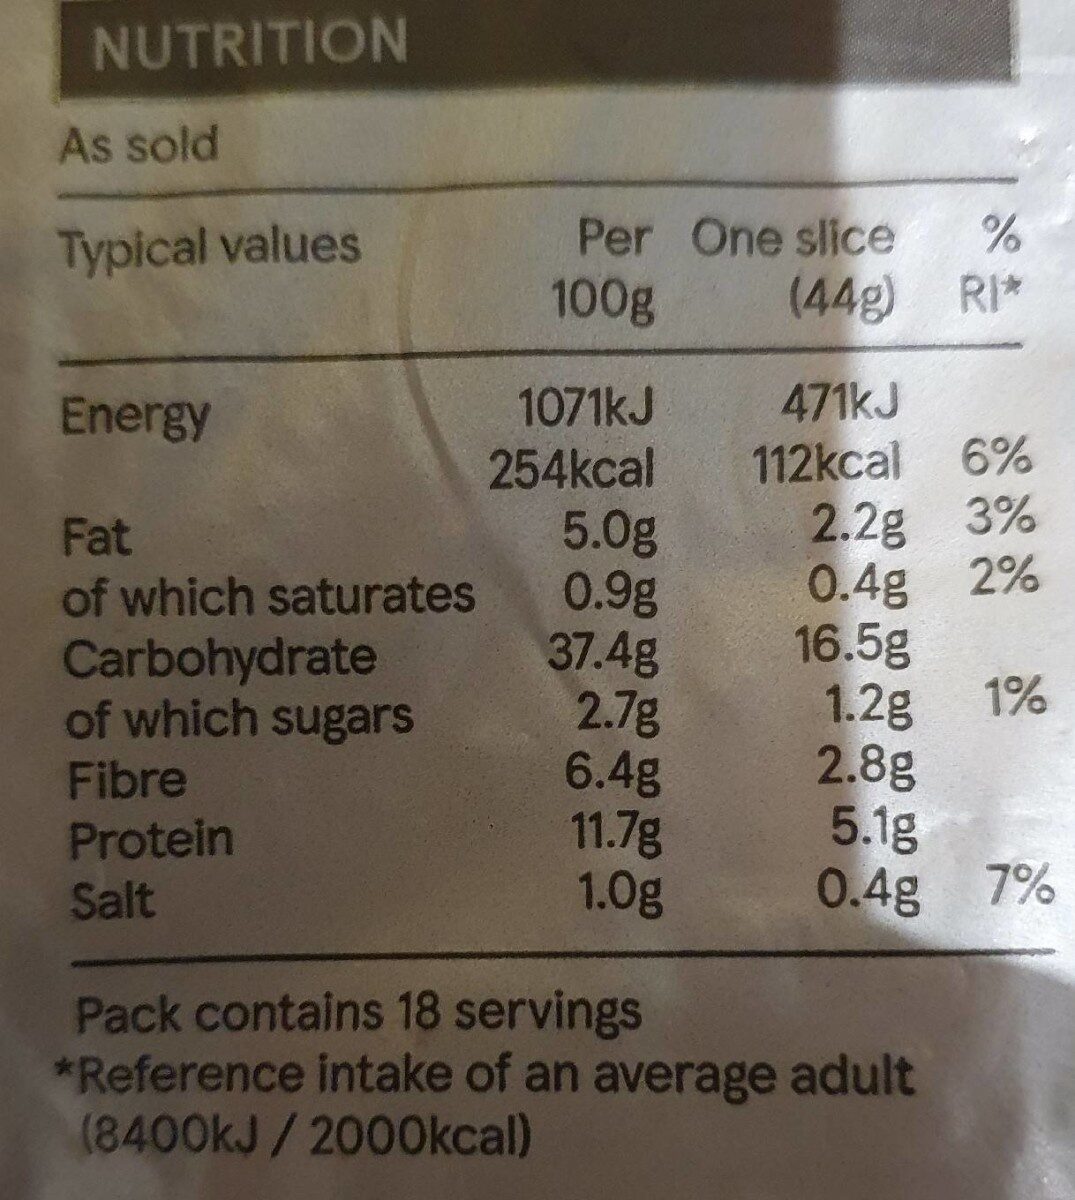 NUTRITION
As sold
Typical values Per One slice %
100g (44g) RI*
Energy 1071kJ 471kJ
254kcal 112kcal 6%
Fat 5.0g 2.2g 3%
of which saturates 0.9g 0.4g 2%
Carbohydrate 37.4g 16.5g
of which sugars 2.7g 1.2g 1%
Fibre 6.4g 2.8g
Protein 11.7g 5.1g
Salt 1.0g 0.4g 7%
Pack contains 18 servings
*Reference intake of an average adult
(8400kJ / 2000kcal)